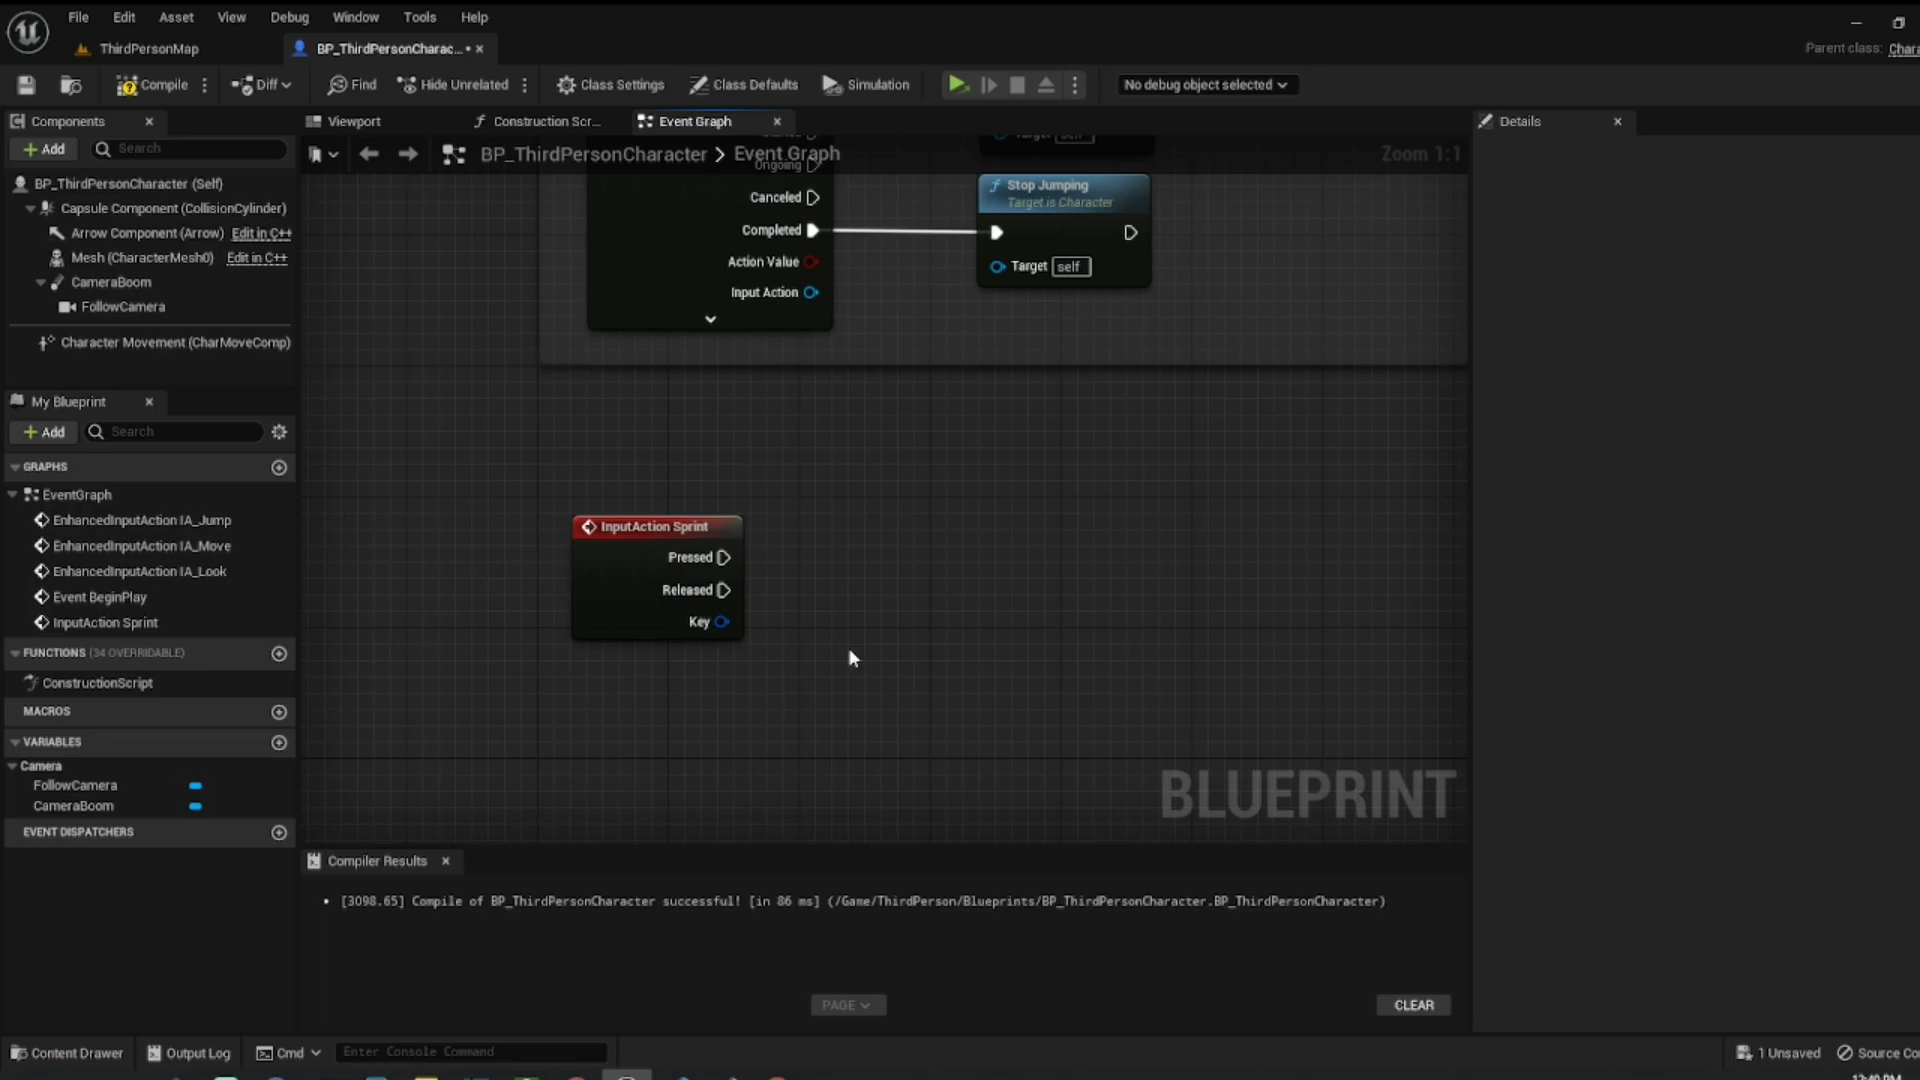 File Edit Asset View Debug Window Tools Help
ThirdPersonMap
BP_ThirdPersonCharac... •
Parent class: Chara
Compile
Diff
Find
Hide Unrelated
Class Settings
Class Defaults
Simulation
No debug object selected
Components
Add
Search
BP_ThirdPersonCharacter (Self)
Capsule Component (CollisionCylinder)
Arrow Component (Arrow) Edit in C++
Mesh (CharacterMesh0) Edit in C++
CameraBoom
FollowCamera
Character Movement (CharMoveComp)
My Blueprint
Add
Search
GRAPHS
EventGraph
EnhancedInputAction IA_Jump
EnhancedInputAction IA_Move
EnhancedInputAction IA_Look
Event BeginPlay
InputAction Sprint
FUNCTIONS (34 OVERRIDABLE)
ConstructionScript
MACROS
VARIABLES
Camera
FollowCamera
CameraBoom
EVENT DISPATCHERS
Viewport
Construction Scr...
Event Graph
BP_ThirdPersonCharacter > Event Graph
Zoom 1:1
Ongoing
Canceled
Completed
Action Value
Input Action
Target self
Stop Jumping
Target is Character
Target self
InputAction Sprint
Pressed
Released
Key
BLUEPRINT
Compiler Results
• [3098.65] Compile of BP_ThirdPersonCharacter successful! [in 86 ms] (/Game/ThirdPerson/Blueprints/BP_ThirdPersonCharacter.BP_ThirdPersonCharacter)
PAGE
CLEAR
Details
Content Drawer
Output Log
Cmd
Enter Console Command
1 Unsaved
Source Co